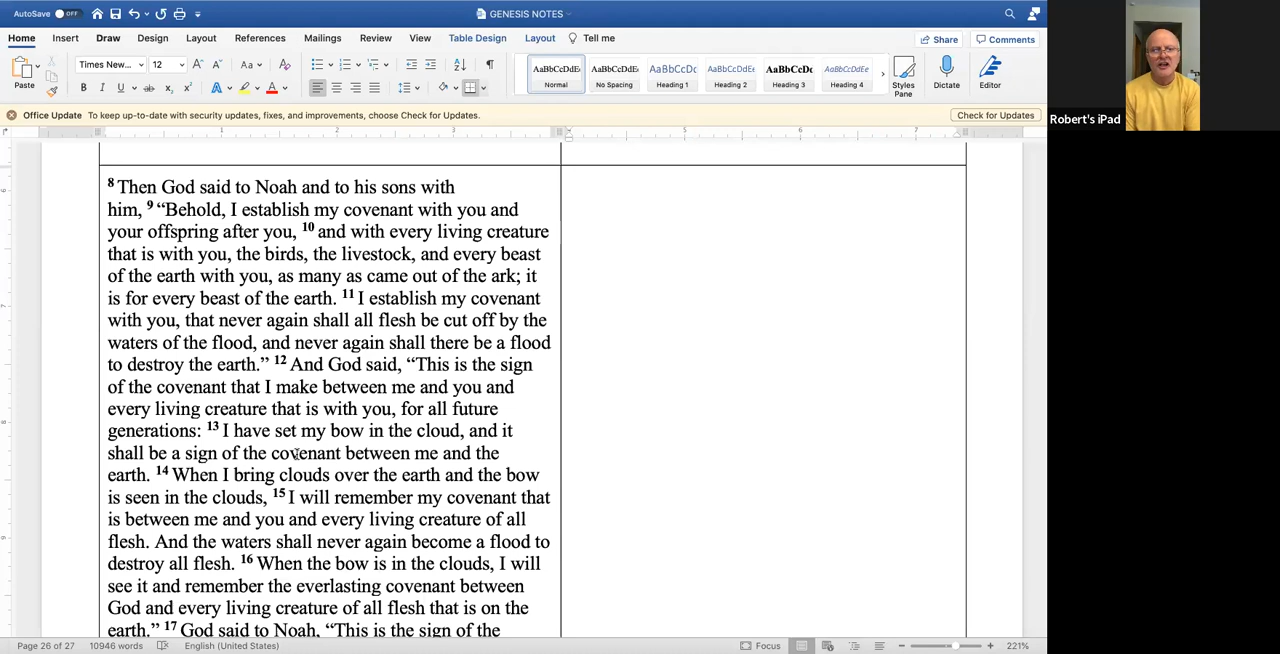 AutoSave OFF
GENESIS NOTES
Home Insert Draw Design Layout References Mailings Review View Table Design Layout Tell me
Share Comments
Paste
Times New... 12
AaBbCcDdEe AaBbCcDdEe AaBbCcDc AaBbCcDdEe AaBbCcDc AaBbCcDdEe
Normal No Spacing Heading 1 Heading 2 Heading 3 Heading 4
Styles Pane
Dictate
Editor
Office Update To keep up-to-date with security updates, fixes, and improvements, choose Check for Updates.
Check for Updates
Robert's iPad
1 2 3 5 6 7
8 Then God said to Noah and to his sons with
him, 9 “Behold, I establish my covenant with you and
your offspring after you, 10 and with every living creature
that is with you, the birds, the livestock, and every beast
of the earth with you, as many as came out of the ark; it
is for every beast of the earth. 11 I establish my covenant
with you, that never again shall all flesh be cut off by the
waters of the flood, and never again shall there be a flood
to destroy the earth.” 12 And God said, “This is the sign
of the covenant that I make between me and you and
every living creature that is with you, for all future
generations: 13 I have set my bow in the cloud, and it
shall be a sign of the covenant between me and the
earth. 14 When I bring clouds over the earth and the bow
is seen in the clouds, 15 I will remember my covenant that
is between me and you and every living creature of all
flesh. And the waters shall never again become a flood to
destroy all flesh. 16 When the bow is in the clouds, I will
see it and remember the everlasting covenant between
God and every living creature of all flesh that is on the
earth.” 17 God said to Noah, “This is the sign of the
Page 26 of 27 10946 words English (United States)
Focus
221%